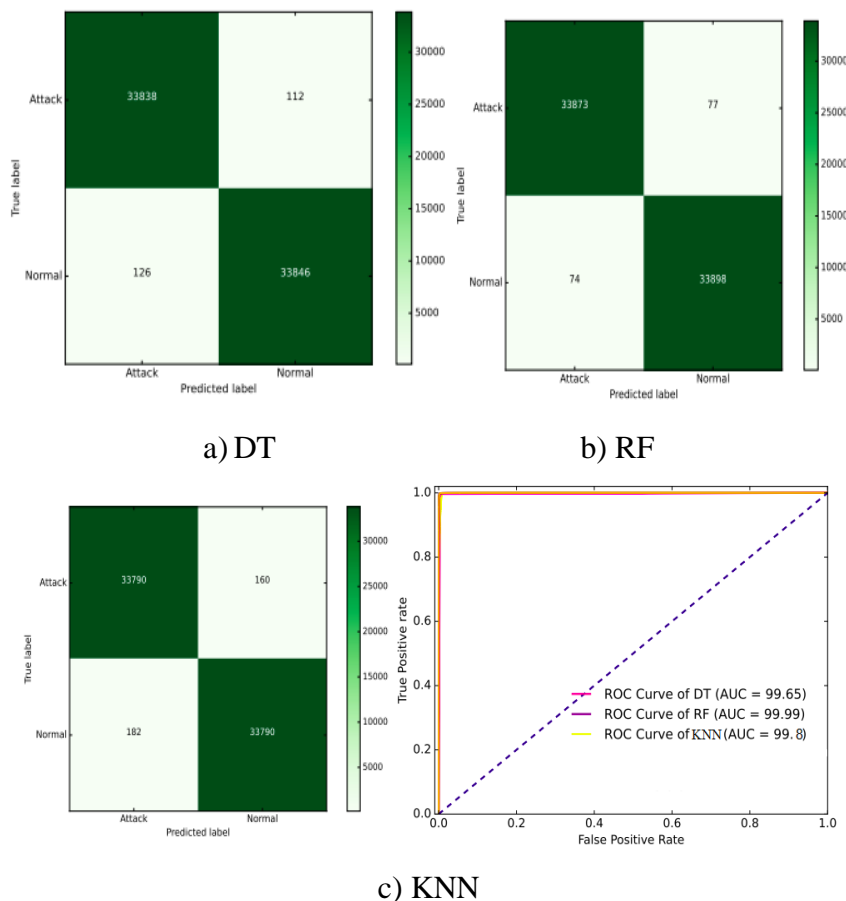 30000
Attack
33838
112
25000
20000
True label
15000
Normal
126
33846
10000
5000
Attack
Normal
Predicted label
a) DT
30000
Attack
33873
77
25000
20000
True label
15000
Normal
74
33898
10000
5000
Attack
Normal
Predicted label
b) RF
30000
Attack
33790
160
25000
20000
True label
15000
Normal
182
33790
10000
5000
Attack
Normal
Predicted label
1.0
0.8
0.6
0.4
0.2
0.0
True Positive rate
ROC Curve of DT (AUC = 99.65)
ROC Curve of RF (AUC = 99.99)
ROC Curve of KNN (AUC = 99.8)
0.0 0.2 0.4 0.6 0.8 1.0
False Positive Rate
c) KNN